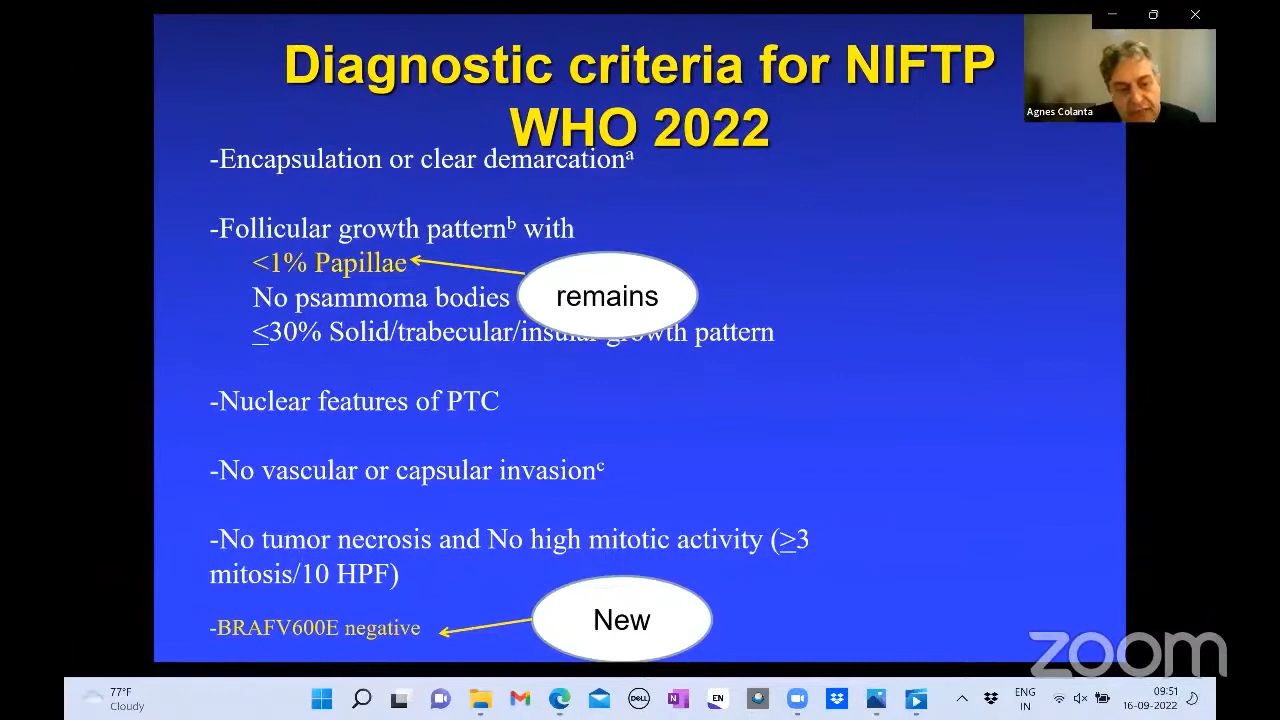 Diagnostic criteria for NIFTP
WHO 2022
Agnes Colanta
-Encapsulation or clear demarcationᵃ
-Follicular growth patternᵇ with
<1% Papillae
remains
No psammoma bodies
≤30% Solid/trabecular/insular growth pattern
-Nuclear features of PTC
-No vascular or capsular invasionᶜ
-No tumor necrosis and No high mitotic activity (≥3
mitosis/10 HPF)
New
-BRAFV600E negative
zoom
77°F
Cloudy
DELL
N
EN
ENG
IN
09:51
16-09-2022